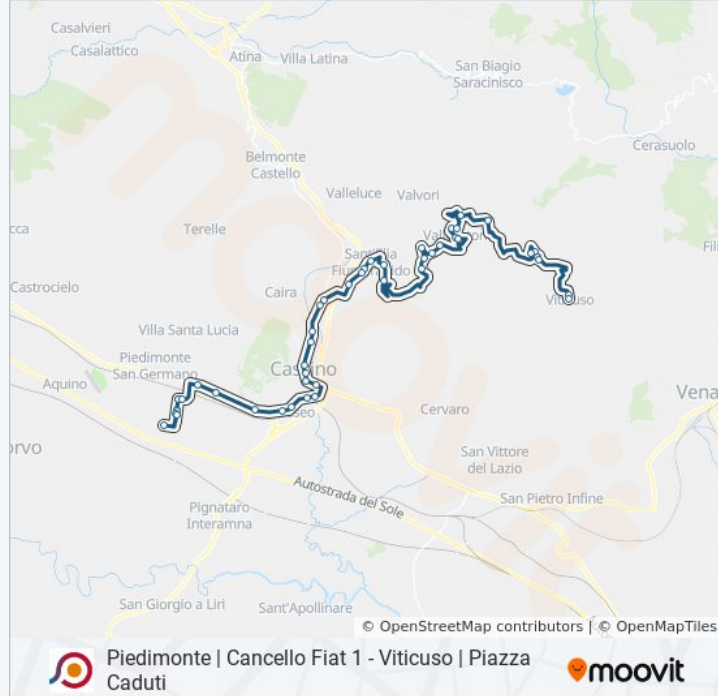 Casalvieri
Casalattico
Atina
Villa Latina
San Biagio
Saracinisco
Cerasuolo
Belmonte
Castello
Valleluce
Valvori
Terelle
Castrocielo
Caira
Viticuso
Villa Santa Lucia
Piedimonte
San Germano
Aquino
Cassino
Cervaro
San Vittore
del Lazio
San Pietro Infine
Autostrada del Sole
Pignataro
Interamna
San Giorgio a Liri
Sant'Apollinare
© OpenStreetMap contributors | © OpenMapTiles
Piedimonte | Cancello Fiat 1 - Viticuso | Piazza
Caduti
moovit